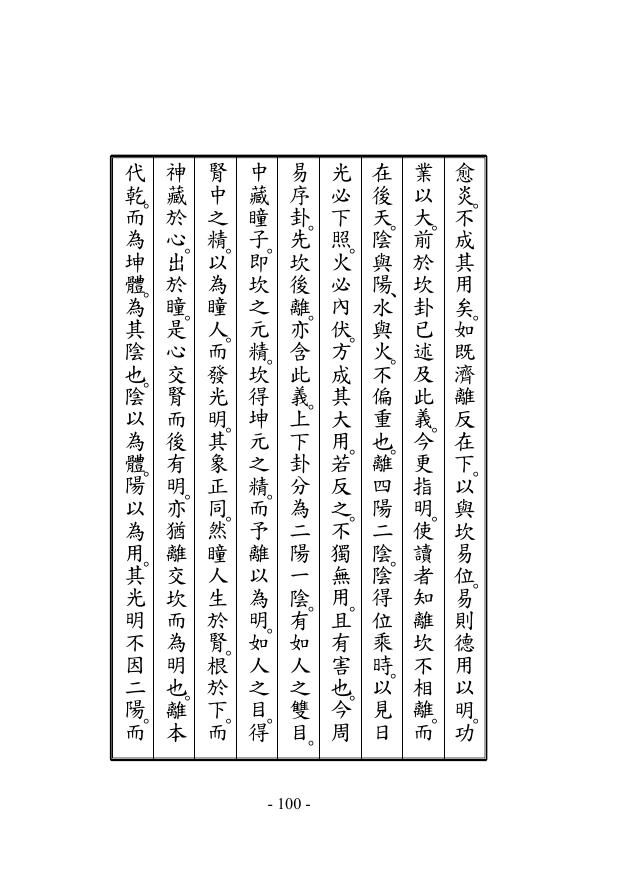 愈炎。不成其用矣。如既濟離反在下。以與坎易位。易則德用以明。功
業以大。前於坎卦已述及此義。今更指明。使讀者知離坎不相離。而
在後天。陰與陽、水與火。不偏重也。離四陽二陰。陰得位乘時。以見日
光必下照。火必內伏。方成其大用。若反之。不獨無用。且有害也。今周
易序卦。先坎後離。亦含此義。上下卦分為二陽一陰。有如人之雙目。
中藏瞳子。即坎之元精。坎得坤元之精。而予離以為明。如人之目。得
腎中之精。以為瞳人。而發光明。其象正同。然瞳人生於腎。根於下。而
神藏於心。出於瞳。是心交腎而後有明。亦猶離交坎而為明也。離本
代乾。而為坤體。為其陰也。陰以為體。陽以為用。其光明不因二陽。而
- 100 -